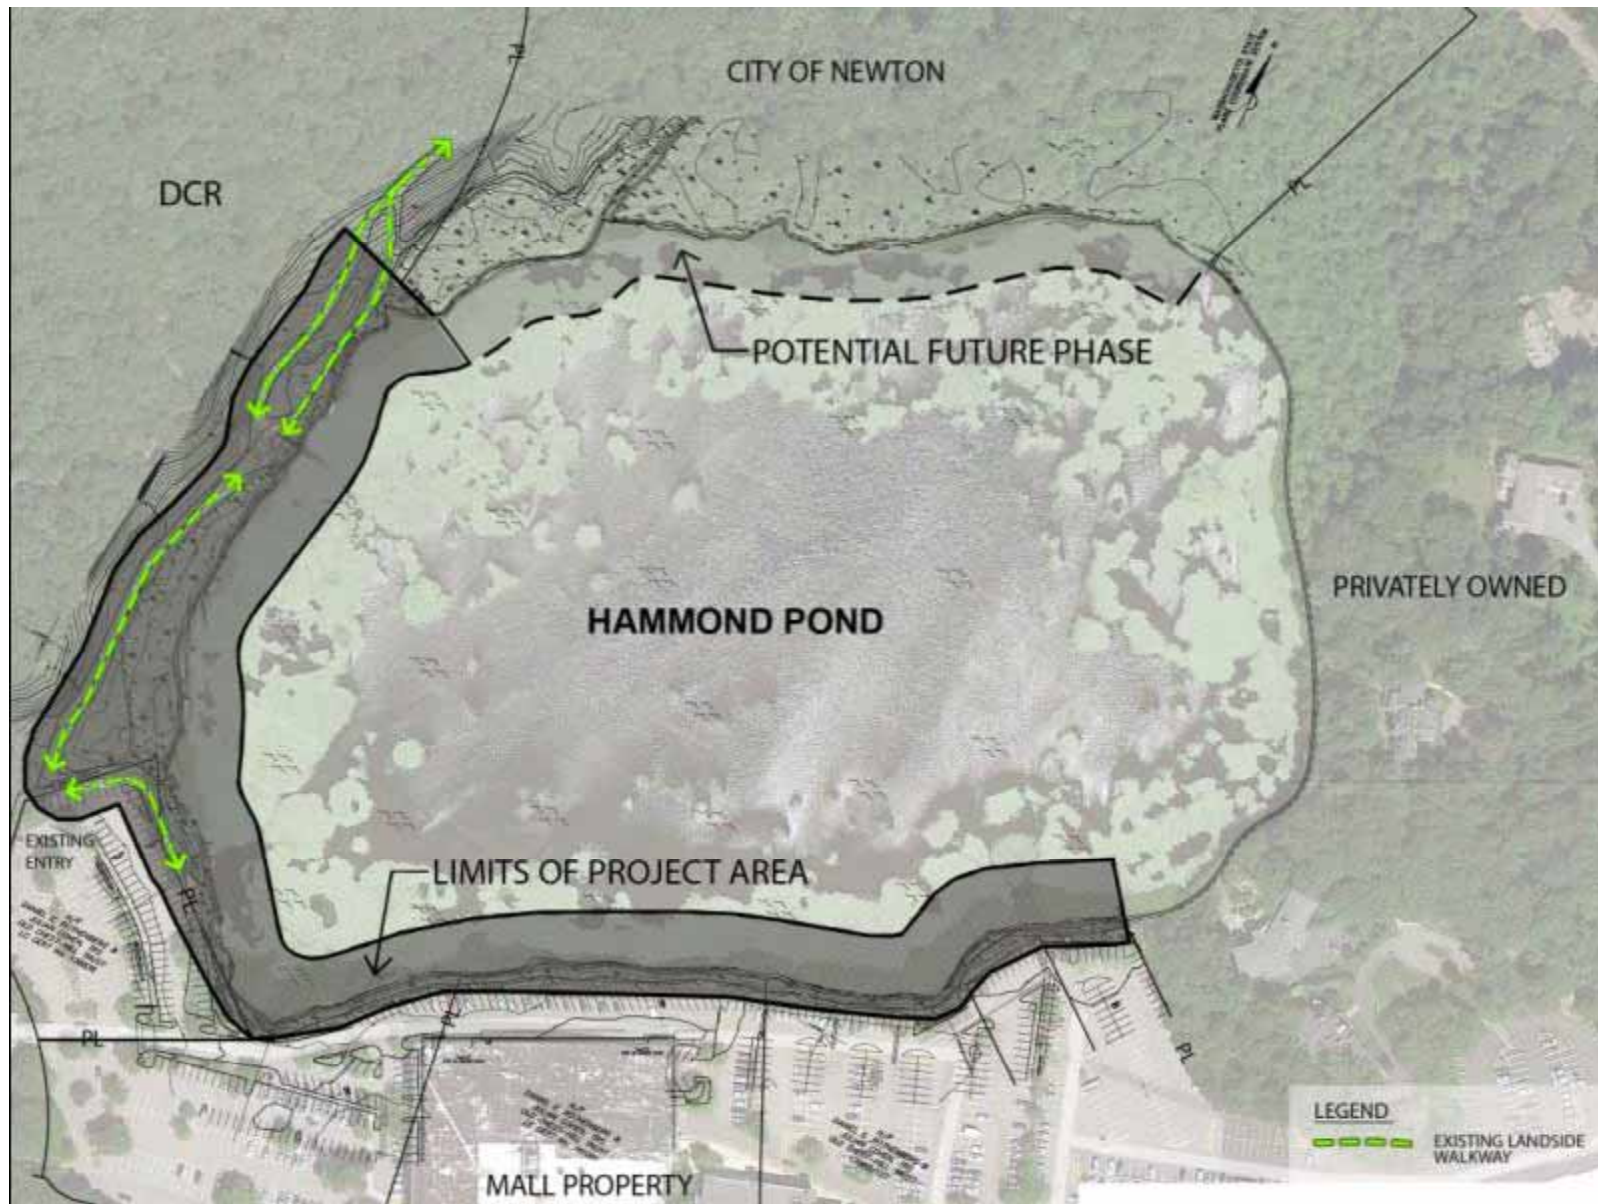 CITY OF NEWTON
PL
DCR
PL
POTENTIAL FUTURE PHASE
HAMMOND POND
PRIVATELY OWNED
EXISTING
ENTRY
LIMITS OF PROJECT AREA
PL
PL
PL
PL
MALL PROPERTY
LEGEND
EXISTING LANDSIDE
WALKWAY